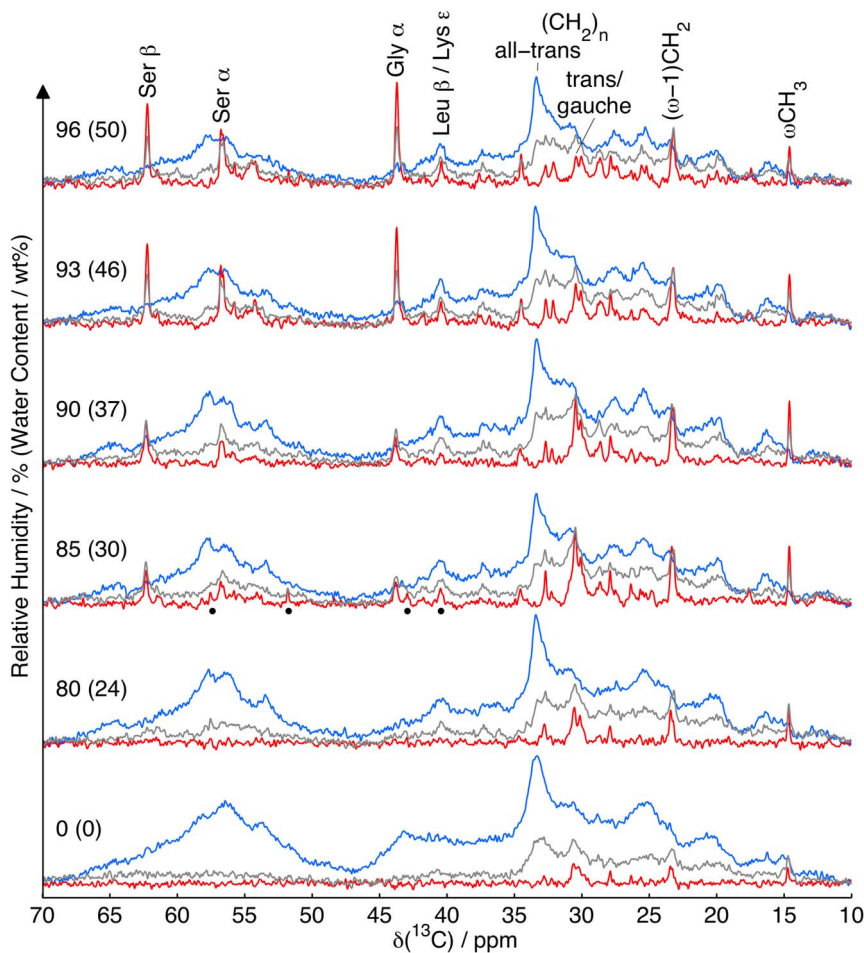 Ser β
Ser α
Gly α
Leu β / Lys ε
(CH2)n
all−trans
trans/
gauche
(ω−1)CH2
ωCH3
96 (50)
93 (46)
90 (37)
85 (30)
80 (24)
0 (0)
Relative Humidity / % (Water Content / wt%)
70 65 60 55 50 45 40 35 30 25 20 15 10
δ(13C) / ppm